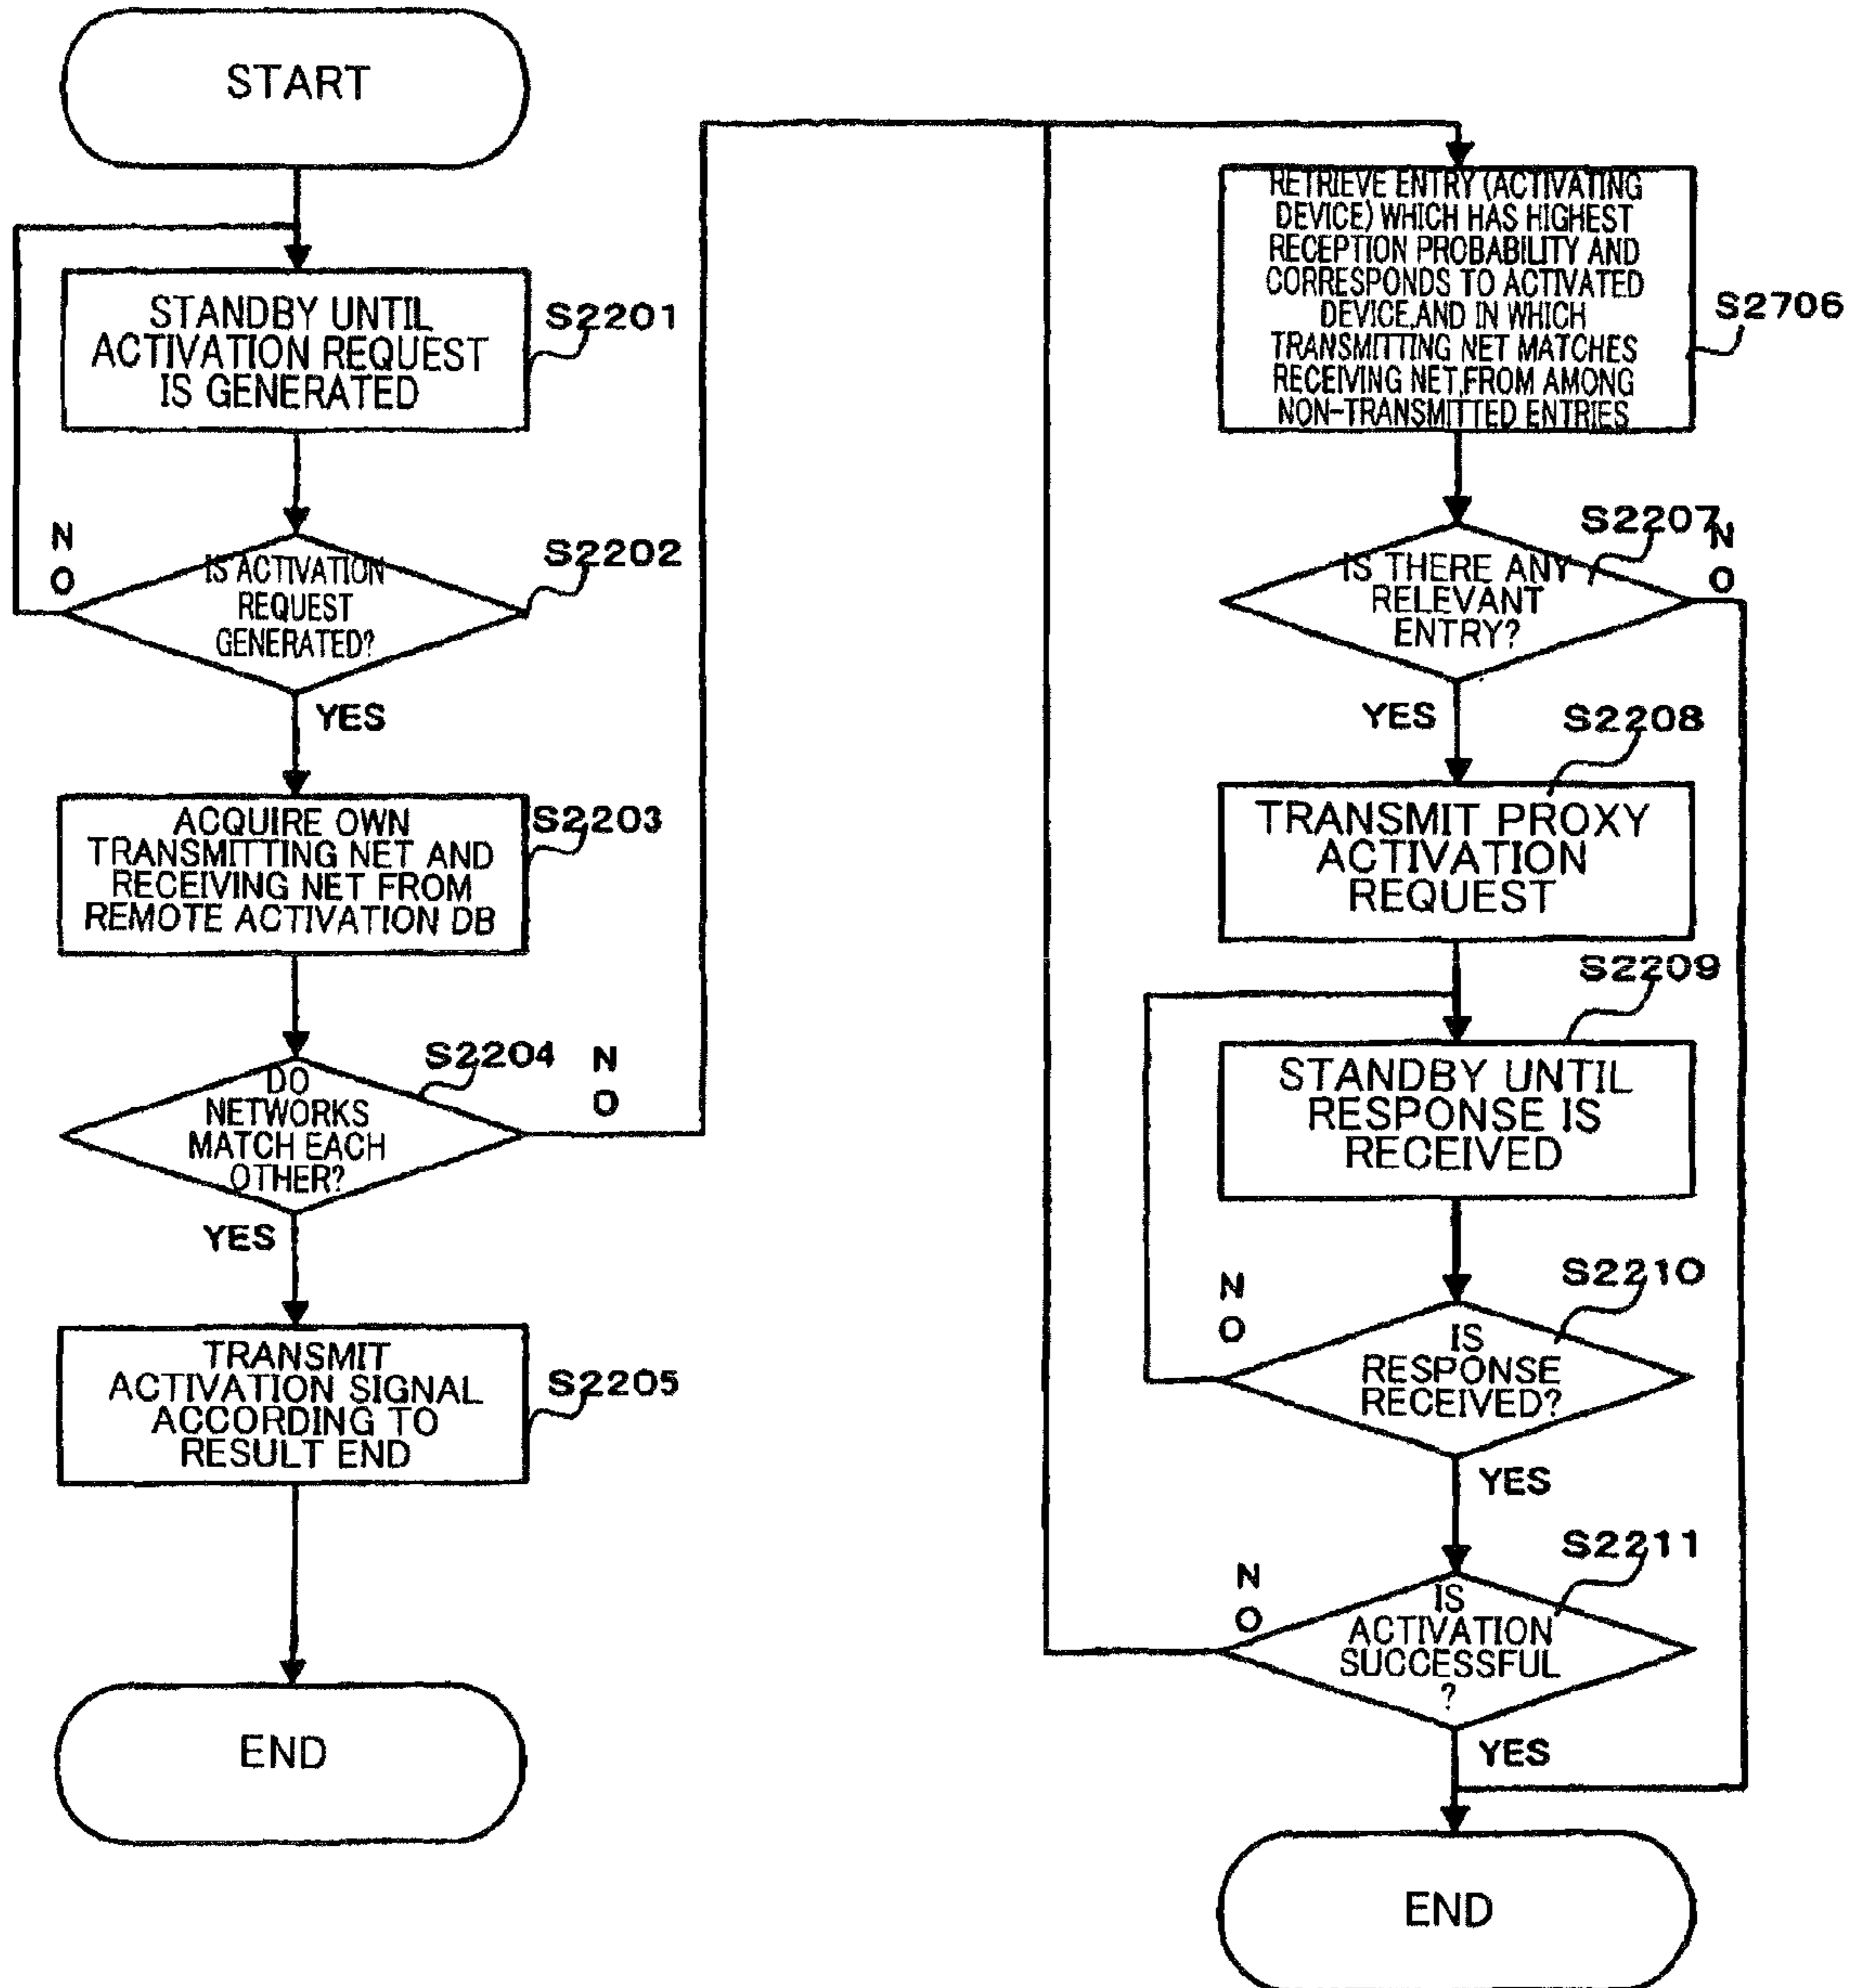 START
STANDBY UNTIL
ACTIVATION REQUEST
IS GENERATED
S2201
IS ACTIVATION
REQUEST
GENERATED?
S2202
N
O
YES
ACQUIRE OWN
TRANSMITTING NET AND
RECEIVING NET FROM
REMOTE ACTIVATION DB
S2203
DO
NETWORKS
MATCH EACH
OTHER?
S2204
N
O
YES
TRANSMIT
ACTIVATION SIGNAL
ACCORDING TO
RESULT END
S2205
END
RETRIEVE ENTRY (ACTIVATING
DEVICE) WHICH HAS HIGHEST
RECEPTION PROBABILITY AND
CORRESPONDS TO ACTIVATED
DEVICE,AND IN WHICH
TRANSMITTING NET MATCHES
RECEIVING NET,FROM AMONG
NON-TRANSMITTED ENTRIES
S2706
IS THERE ANY
RELEVANT
ENTRY?
S2207
N
O
YES
S2208
TRANSMIT PROXY
ACTIVATION
REQUEST
S2209
STANDBY UNTIL
RESPONSE IS
RECEIVED
S2210
N
O
IS
RESPONSE
RECEIVED?
YES
S2211
N
O
IS
ACTIVATION
SUCCESSFUL
?
YES
END